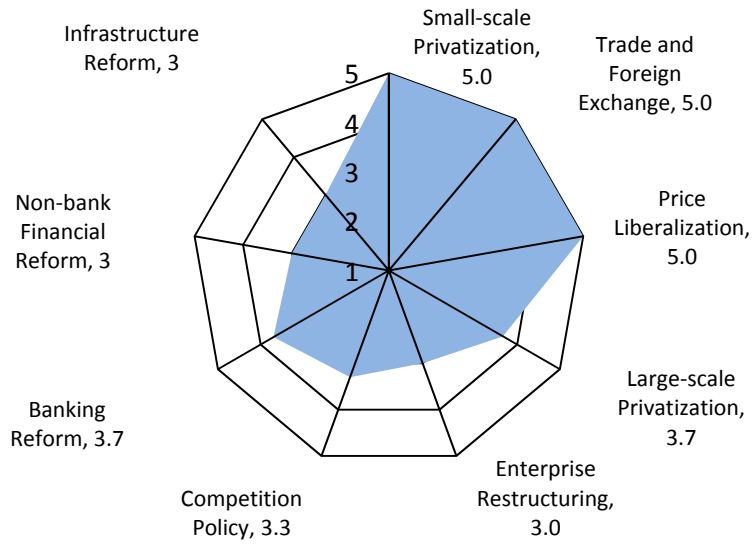 Small-scale
Privatization,
5.0
Trade and
Foreign
Exchange, 5.0
Price
Liberalization,
5.0
Large-scale
Privatization,
3.7
Enterprise
Restructuring,
3.0
Competition
Policy, 3.3
Banking
Reform, 3.7
Non-bank
Financial
Reform, 3
Infrastructure
Reform, 3
5
4
3
2
1